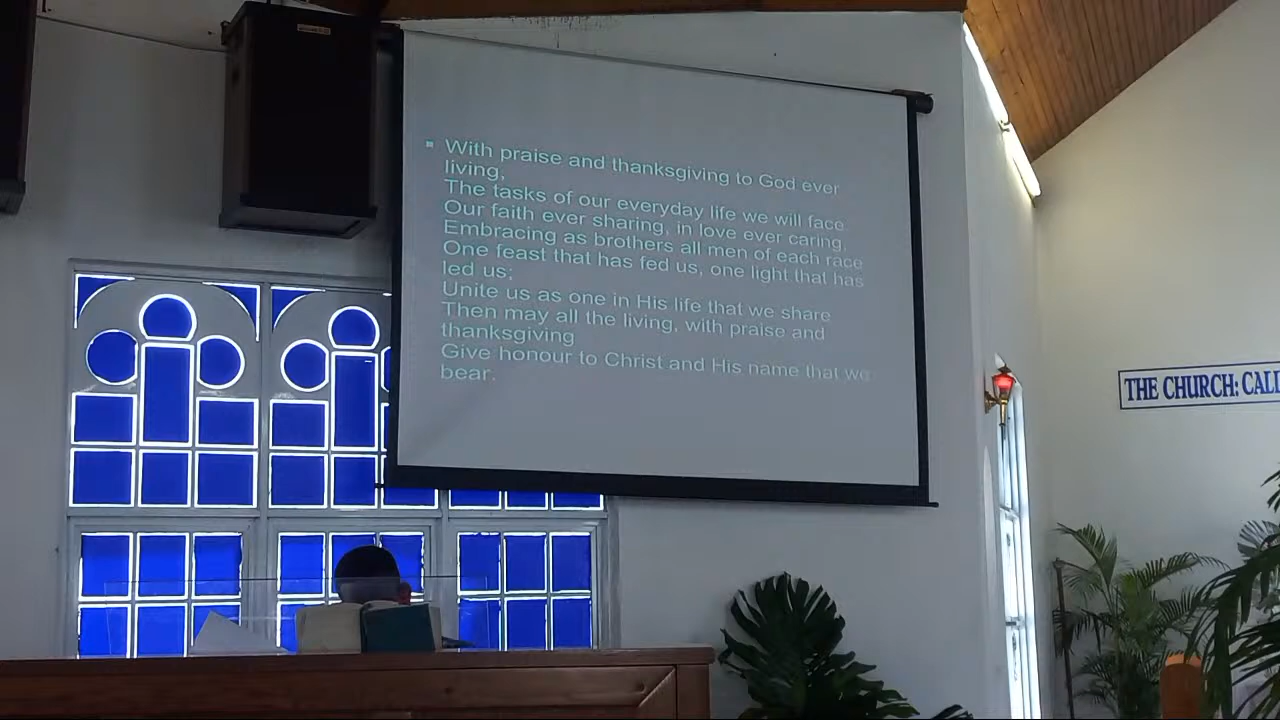 With praise and thanksgiving to God ever
living,
The tasks of our everyday life we will face
Our faith ever sharing, in love ever caring,
Embracing as brothers all men of each race
One feast that has fed us, one light that has
led us;
Unite us as one in His life that we share
Then may all the living, with praise and
thanksgiving
Give honour to Christ and His name that we
bear.
THE CHURCH: CALL